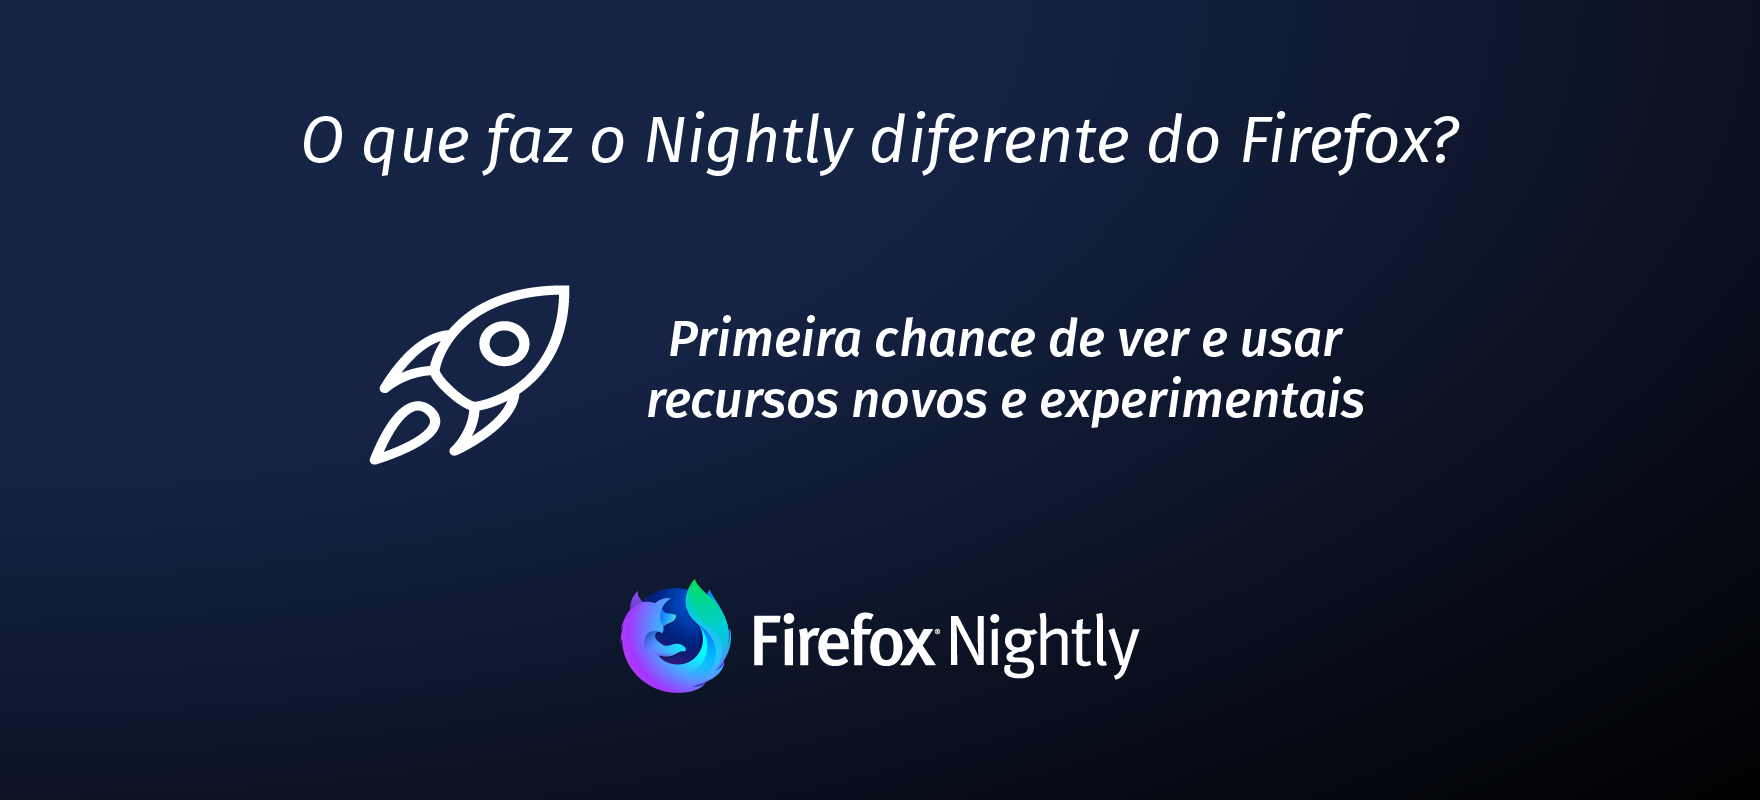 O que faz o Nightly diferente do Firefox?
Primeira chance de ver e usar
recursos novos e experimentais
Firefox® Nightly